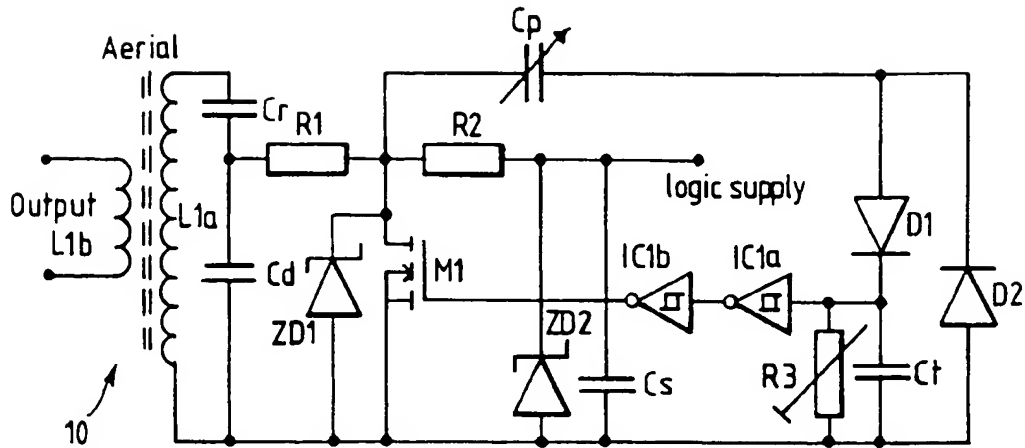 Aerial
Cp
Cr
R1
R2
Output
L1b
L1a
logic supply
D1
Cd
M1
IC1b
IC1a
D2
ZD1
ZD2
Cs
R3
Ct
10